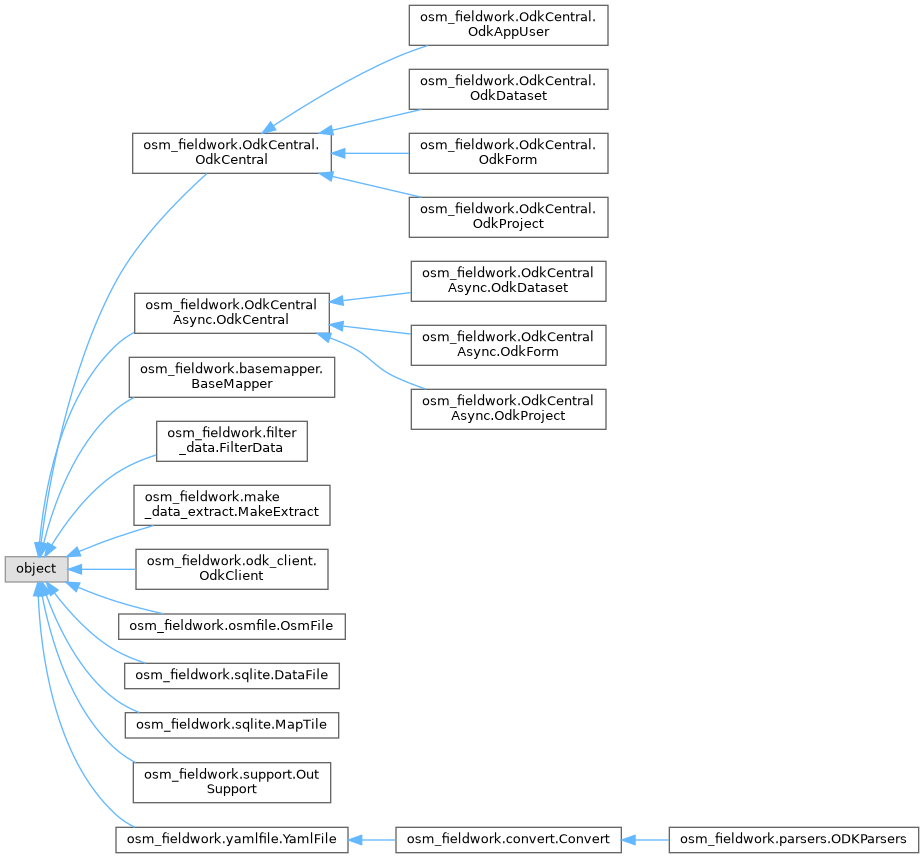 osm_fieldwork.OdkCentral.
OdkAppUser
osm_fieldwork.OdkCentral.
OdkDataset
osm_fieldwork.OdkCentral.
OdkCentral
osm_fieldwork.OdkCentral.
OdkForm
osm_fieldwork.OdkCentral.
OdkProject
osm_fieldwork.OdkCentral
Async.OdkDataset
osm_fieldwork.OdkCentral
Async.OdkCentral
osm_fieldwork.OdkCentral
Async.OdkForm
osm_fieldwork.basemapper.
BaseMapper
osm_fieldwork.OdkCentral
Async.OdkProject
osm_fieldwork.filter
_data.FilterData
osm_fieldwork.make
_data_extract.MakeExtract
object
osm_fieldwork.odk_client.
OdkClient
osm_fieldwork.osmfile.OsmFile
osm_fieldwork.sqlite.DataFile
osm_fieldwork.sqlite.MapTile
osm_fieldwork.support.Out
Support
osm_fieldwork.yamlfile.YamlFile
osm_fieldwork.convert.Convert
osm_fieldwork.parsers.ODKParsers